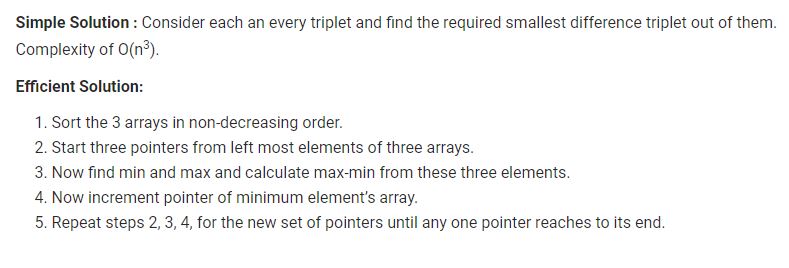 Simple Solution : Consider each an every triplet and find the required smallest difference triplet out of them.
Complexity of O(n³).
Efficient Solution:
1. Sort the 3 arrays in non-decreasing order.
2. Start three pointers from left most elements of three arrays.
3. Now find min and max and calculate max-min from these three elements.
4. Now increment pointer of minimum element's array.
5. Repeat steps 2, 3, 4, for the new set of pointers until any one pointer reaches to its end.